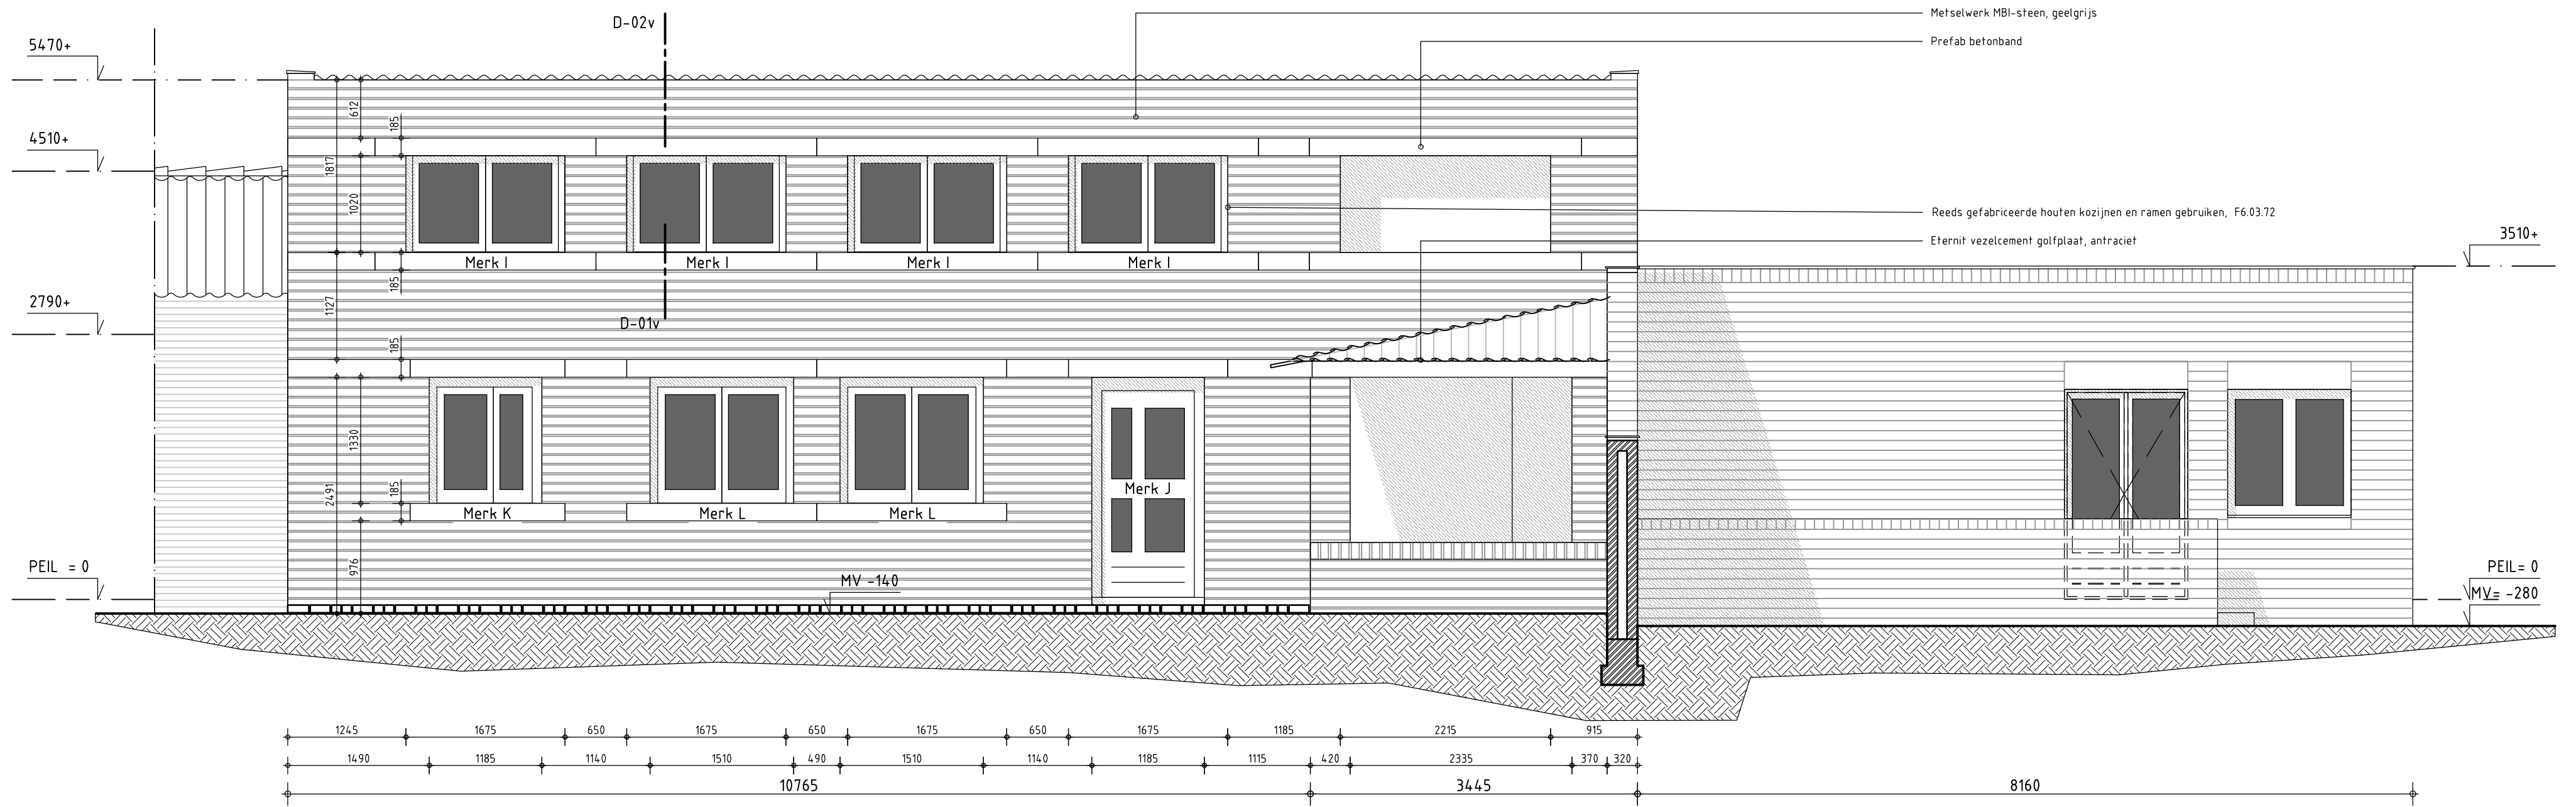 D-02v
Metselwerk MBI-steen, geelgrijs
Prefab betonband
5470+
612
185
4510+
1817
1020
Reeds gefabriceerde houten kozijnen en ramen gebruiken, F6.03.72
Eternit vezelcement golfplaat, antraciet
3510+
Merk I
Merk I
Merk I
Merk I
185
2790+
1127
D-01v
185
1330
2491
185
Merk J
Merk K
Merk L
Merk L
976
PEIL = 0
MV -140
PEIL= 0
MV= -280
1245 1675 650 1675 650 1675 650 1675 1185 2215 915
1490 1185 1140 1510 490 1510 1140 1185 1115 420 2335 370 320
10765 3445 8160